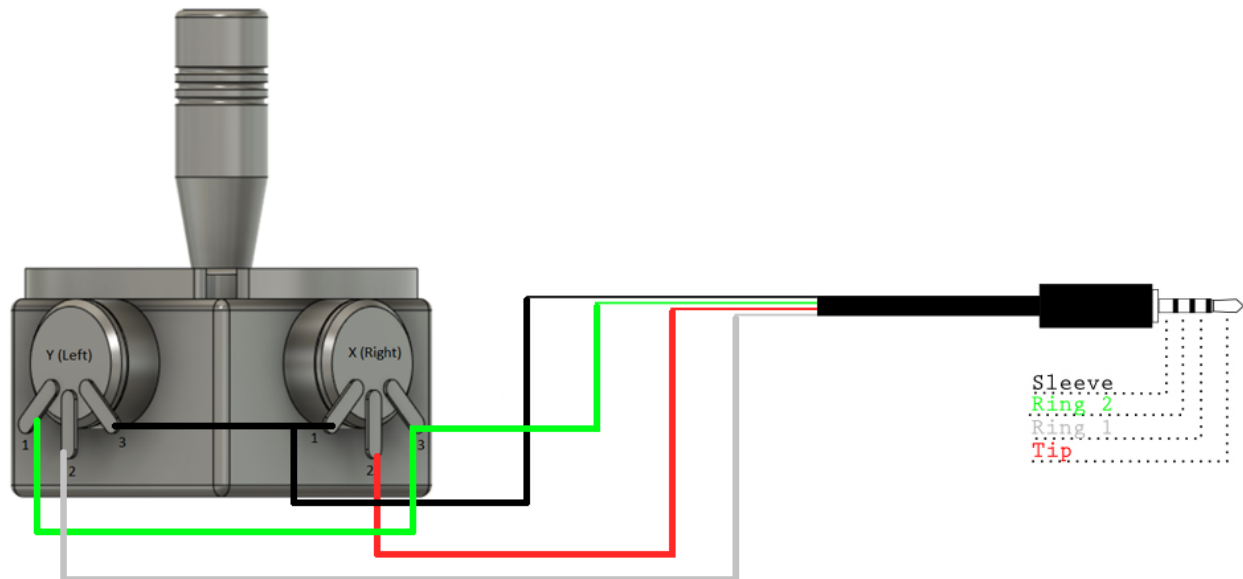 Y (Left)
X (Right)
1
2
3
1
2
3
Sleeve
Ring 2
Ring 1
Tip